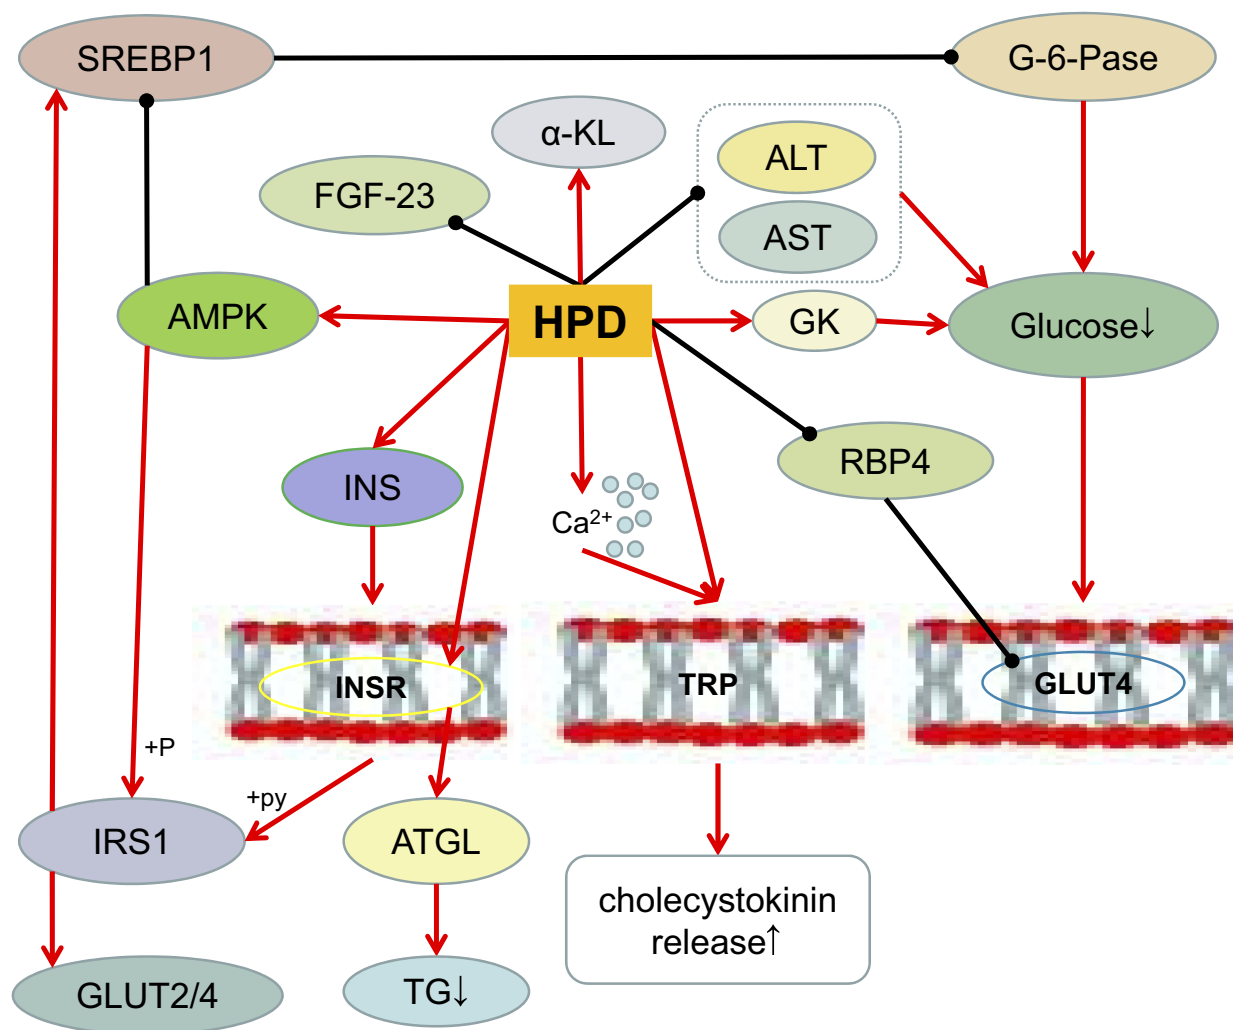 SREBP1
G-6-Pase
α-KL
ALT
FGF-23
AST
AMPK
HPD
GK
Glucose↓
INS
RBP4
Ca²⁺
INSR
TRP
GLUT4
+P
+py
IRS1
ATGL
cholecystokinin
release↑
GLUT2/4
TG↓